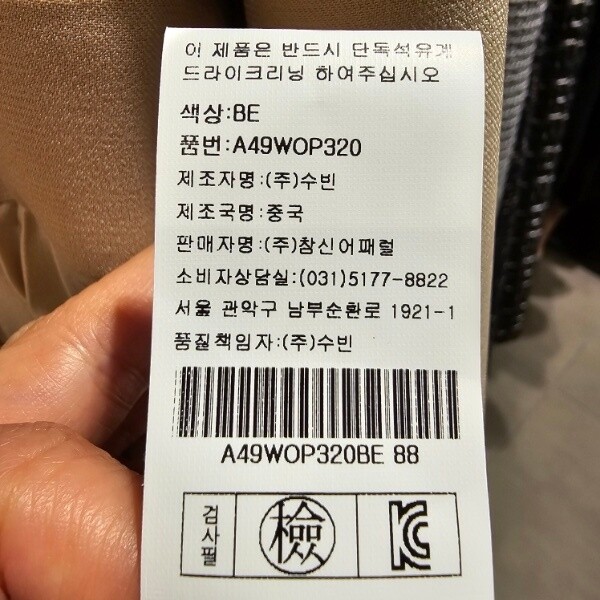 이 제품은 반드시 단독석유계
드라이크리닝 하여주십시오
색상:BE
품번:A49WOP320
제조자명:(주)수빈
제조국명:중국
판매자명:(주)참신어패럴
소비자상담실:(031)5177-8822
서울 관악구 남부순환로 1921-1
품질책임자:(주)수빈
A49WOP320BE 88
검사필 檢 KC